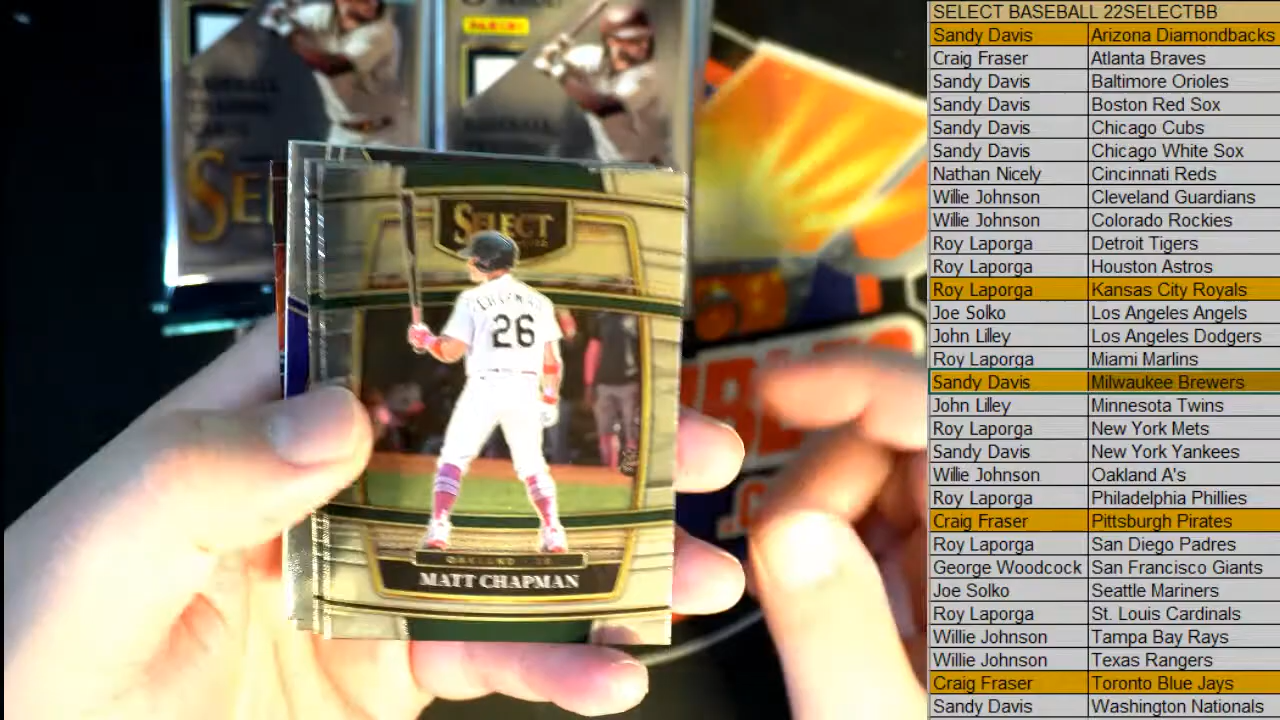 PANINI
BASEBALL
TRADING
CARDS
SE
SELECT
CHAPMAN
26
OAKLAND
MATT CHAPMAN
SELECT BASEBALL 22SELECTBB
Sandy Davis Arizona Diamondbacks
Craig Fraser Atlanta Braves
Sandy Davis Baltimore Orioles
Sandy Davis Boston Red Sox
Sandy Davis Chicago Cubs
Sandy Davis Chicago White Sox
Nathan Nicely Cincinnati Reds
Willie Johnson Cleveland Guardians
Willie Johnson Colorado Rockies
Roy Laporga Detroit Tigers
Roy Laporga Houston Astros
Roy Laporga Kansas City Royals
Joe Solko Los Angeles Angels
John Lilley Los Angeles Dodgers
Roy Laporga Miami Marlins
Sandy Davis Milwaukee Brewers
John Lilley Minnesota Twins
Roy Laporga New York Mets
Sandy Davis New York Yankees
Willie Johnson Oakland A's
Roy Laporga Philadelphia Phillies
Craig Fraser Pittsburgh Pirates
Roy Laporga San Diego Padres
George Woodcock San Francisco Giants
Joe Solko Seattle Mariners
Roy Laporga St. Louis Cardinals
Willie Johnson Tampa Bay Rays
Willie Johnson Texas Rangers
Craig Fraser Toronto Blue Jays
Sandy Davis Washington Nationals